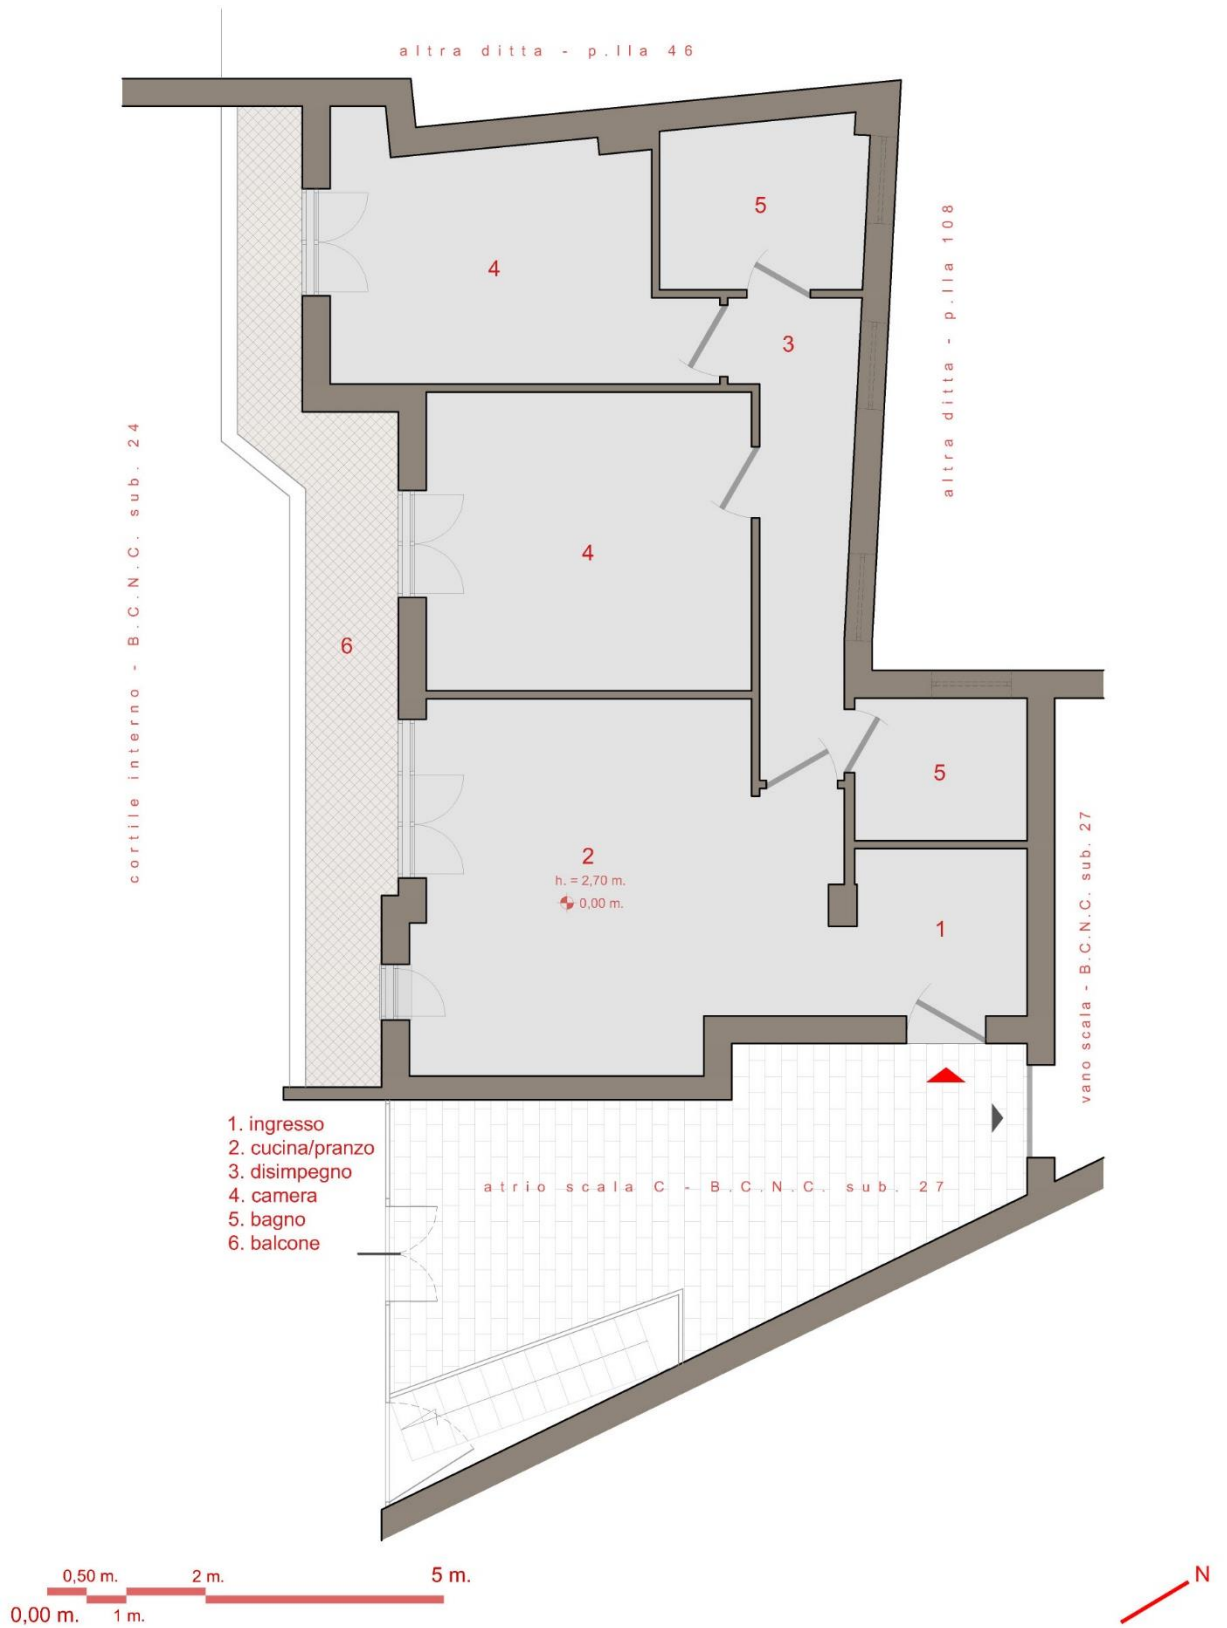 altra ditta - p.lla 46
5
4
3
altra ditta - p.lla 108
cortile interno - B.C.N.C. sub. 24
4
6
5
2
h. = 2,70 m.
0,00 m.
1
vano scala - B.C.N.C. sub. 27
1. ingresso
2. cucina/pranzo
3. disimpegno
4. camera
5. bagno
6. balcone
atrio scala C - B.C.N.C. sub. 27
0,50 m. 2 m. 5 m.
0,00 m. 1 m.
N